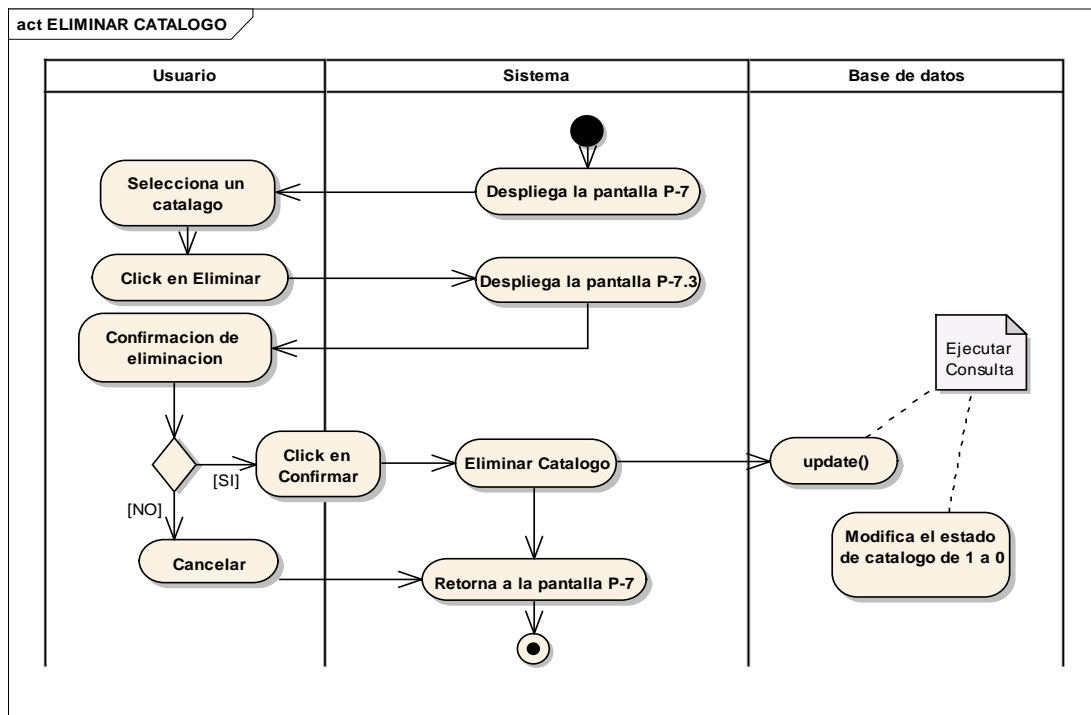 act ELIMINAR CATALOGO
Usuario
Sistema
Base de datos
Selecciona un
catalago
Despliega la pantalla P-7
Click en Eliminar
Despliega la pantalla P-7.3
Confirmacion de
eliminacion
Ejecutar
Consulta
Click en
Confirmar
Eliminar Catalogo
update()
[SI]
[NO]
Modifica el estado
de catalogo de 1 a 0
Cancelar
Retorna a la pantalla P-7